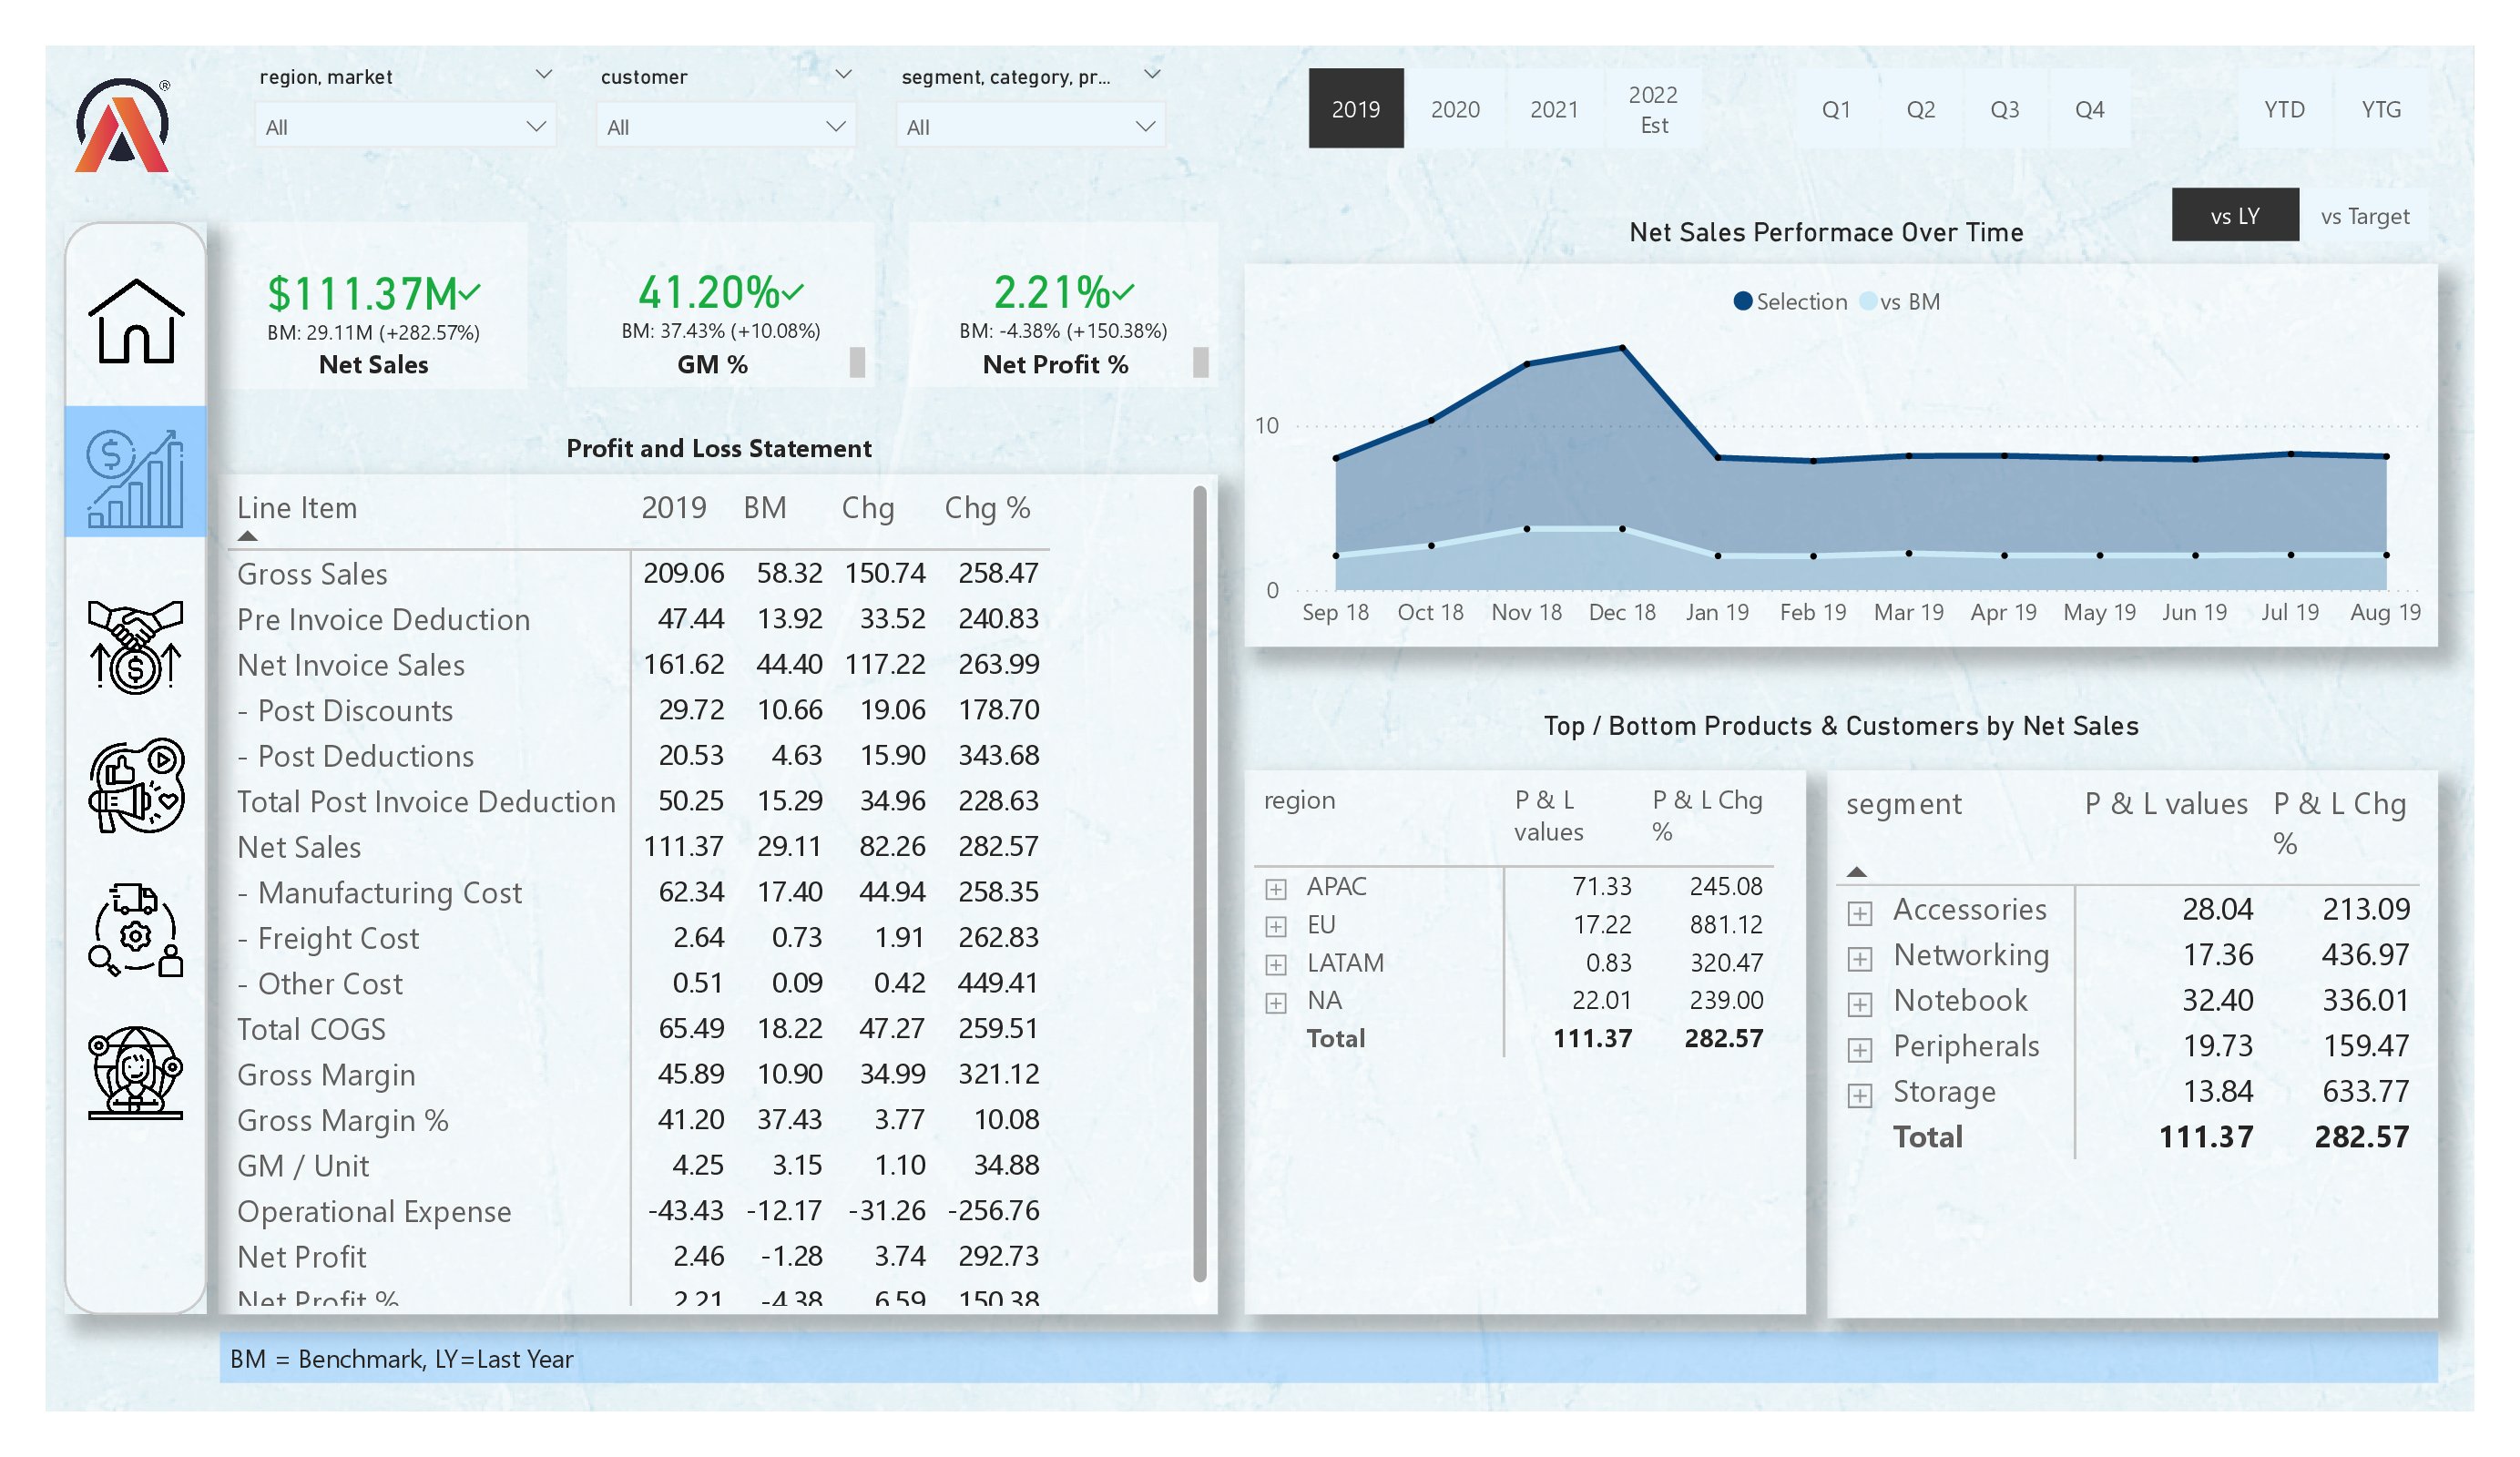 ®
region, market
customer
segment, category, pr...
All
All
All
2019
2020
2021
2022
Est
Q1
Q2
Q3
Q4
YTD
YTG
vs LY
vs Target
$111.37M
BM: 29.11M (+282.57%)
Net Sales
41.20%
BM: 37.43% (+10.08%)
GM %
2.21%
BM: -4.38% (+150.38%)
Net Profit %
Net Sales Performace Over Time
Selection vs BM
10
0
Sep 18 Oct 18 Nov 18 Dec 18 Jan 19 Feb 19 Mar 19 Apr 19 May 19 Jun 19 Jul 19 Aug 19
Profit and Loss Statement
Line Item 2019 BM Chg Chg %
Gross Sales 209.06 58.32 150.74 258.47
Pre Invoice Deduction 47.44 13.92 33.52 240.83
Net Invoice Sales 161.62 44.40 117.22 263.99
- Post Discounts 29.72 10.66 19.06 178.70
- Post Deductions 20.53 4.63 15.90 343.68
Total Post Invoice Deduction 50.25 15.29 34.96 228.63
Net Sales 111.37 29.11 82.26 282.57
- Manufacturing Cost 62.34 17.40 44.94 258.35
- Freight Cost 2.64 0.73 1.91 262.83
- Other Cost 0.51 0.09 0.42 449.41
Total COGS 65.49 18.22 47.27 259.51
Gross Margin 45.89 10.90 34.99 321.12
Gross Margin % 41.20 37.43 3.77 10.08
GM / Unit 4.25 3.15 1.10 34.88
Operational Expense -43.43 -12.17 -31.26 -256.76
Net Profit 2.46 -1.28 3.74 292.73
Net Profit % 2.21 -4.38 6.59 150.38
Top / Bottom Products & Customers by Net Sales
region P & L values P & L Chg %
APAC 71.33 245.08
EU 17.22 881.12
LATAM 0.83 320.47
NA 22.01 239.00
Total 111.37 282.57
segment P & L values P & L Chg %
Accessories 28.04 213.09
Networking 17.36 436.97
Notebook 32.40 336.01
Peripherals 19.73 159.47
Storage 13.84 633.77
Total 111.37 282.57
BM = Benchmark, LY=Last Year